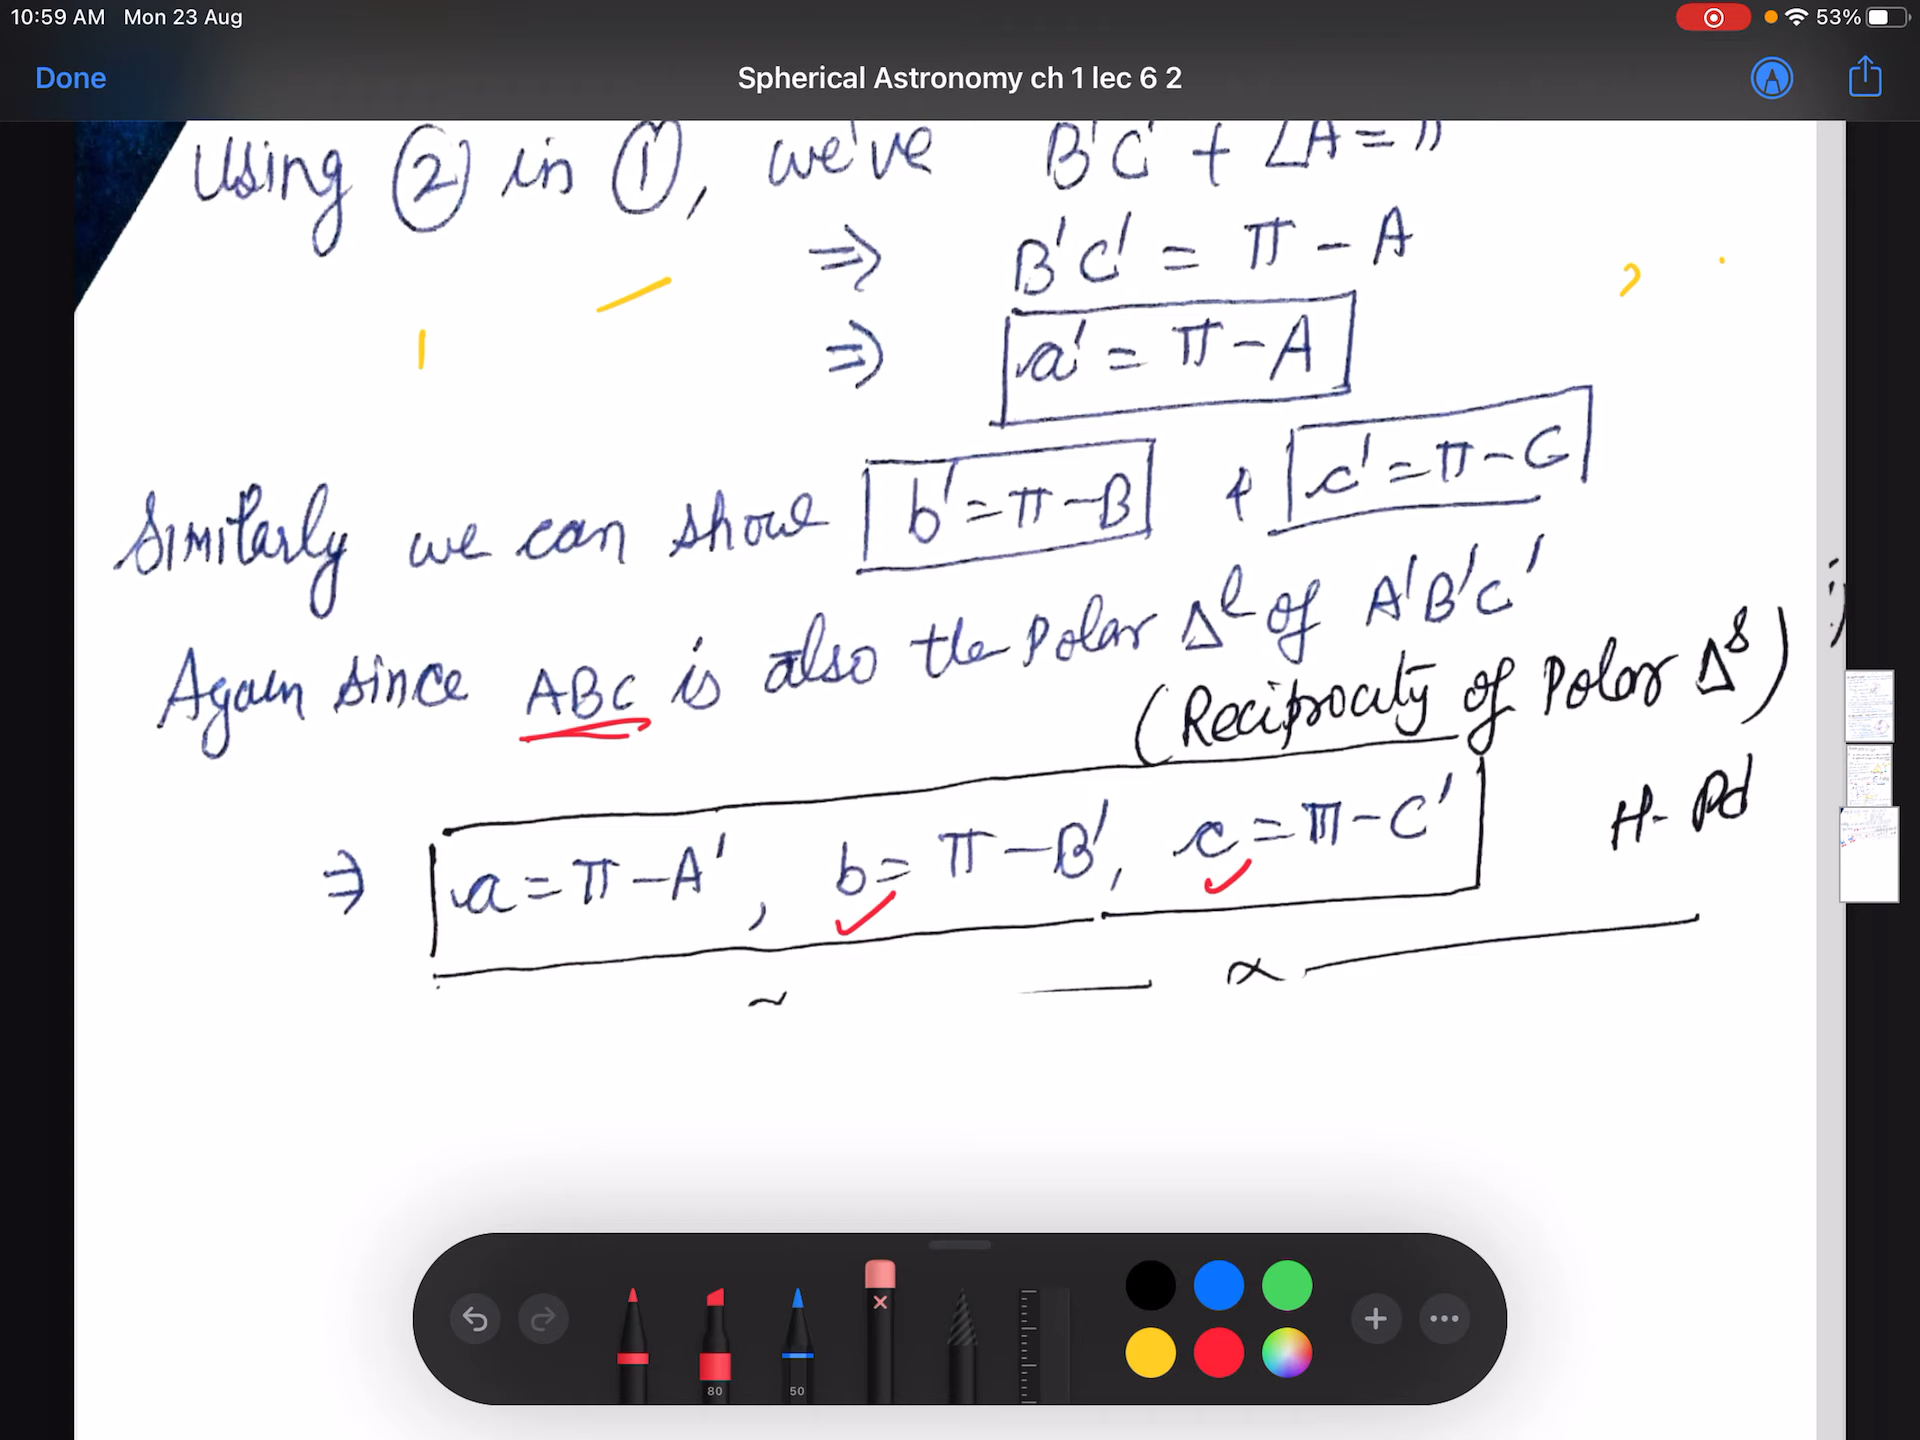 10:59 AM Mon 23 Aug 53%
Done Spherical Astronomy ch 1 lec 6 2
Using ② in ①, we've B'C' + ∠A = π
⇒ B'C' = π - A
⇒ a' = π - A
Similarly we can show b' = π - B & c' = π - C
Again since ABC is also the Polar Δle of A'B'C'
(Reciprocity of Polar Δs)
⇒ a = π - A', b = π - B', c = π - C' H-Pd
80 50